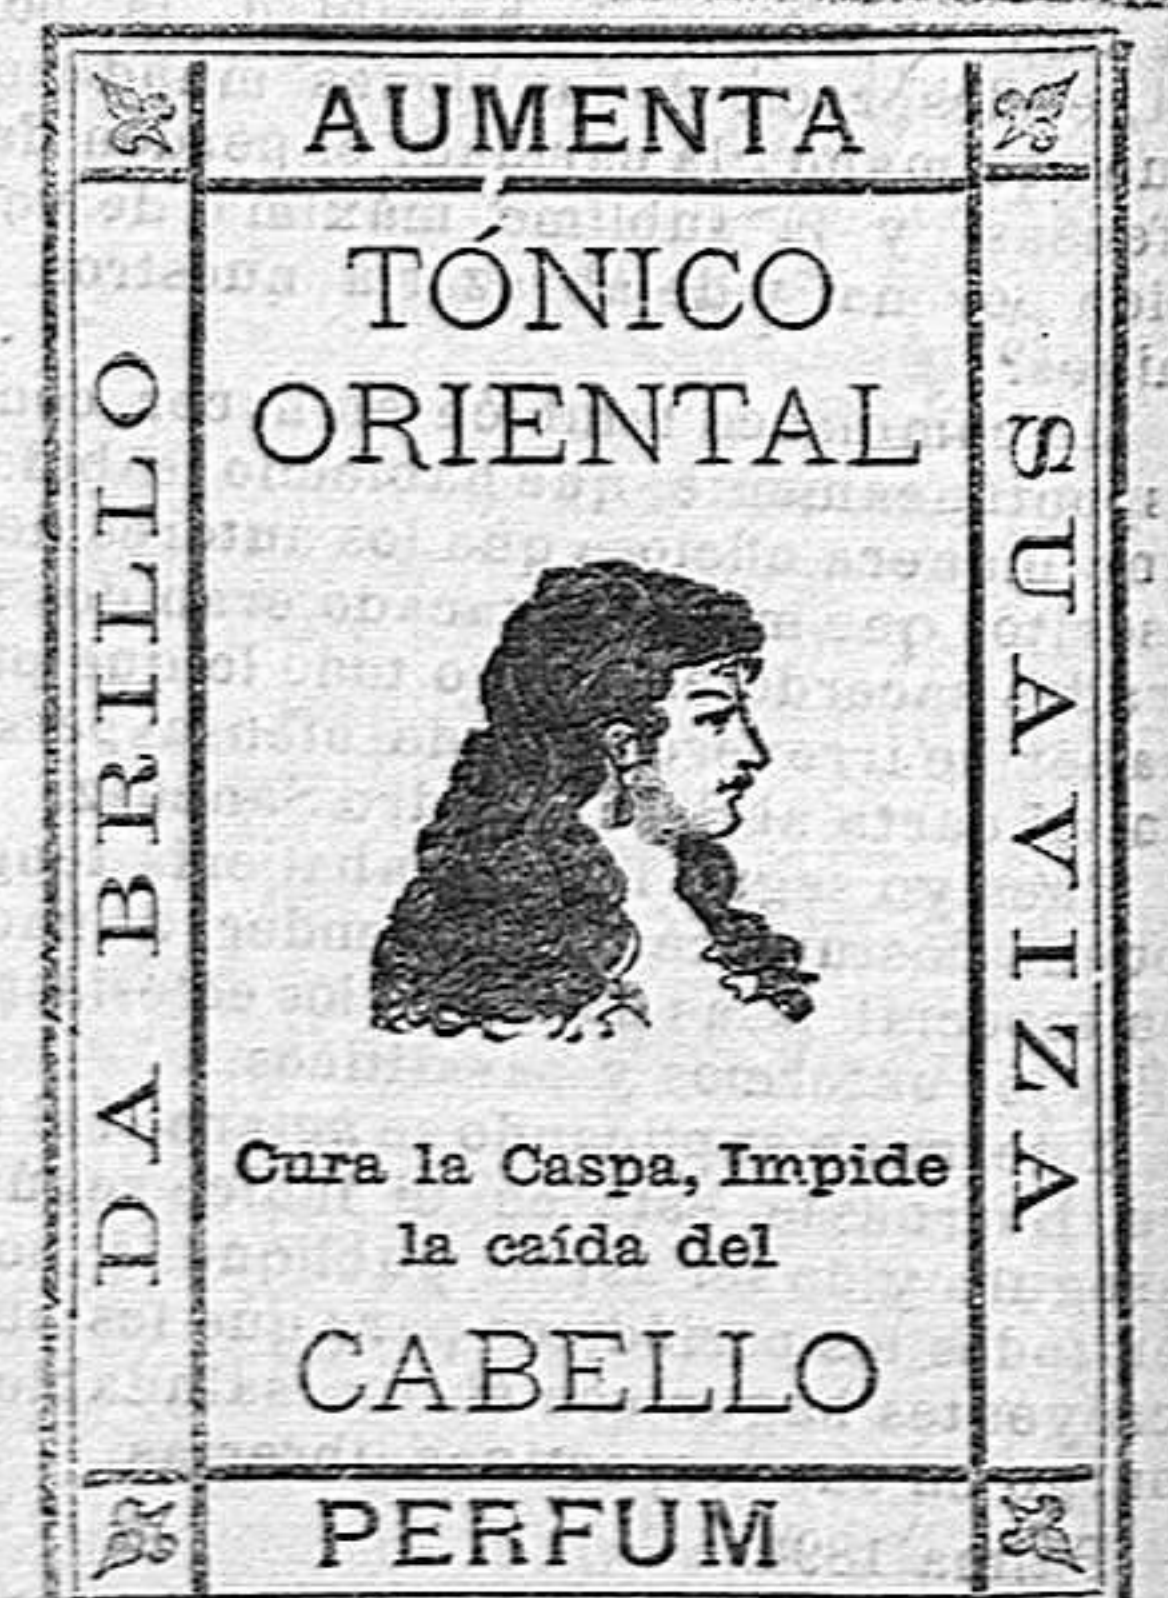 AUMENTA
TÓNICO
ORIENTAL
DA BRILLO
SUAVIZA
Cura la Caspa, Impide
la caída del
CABELLO
PERFUM